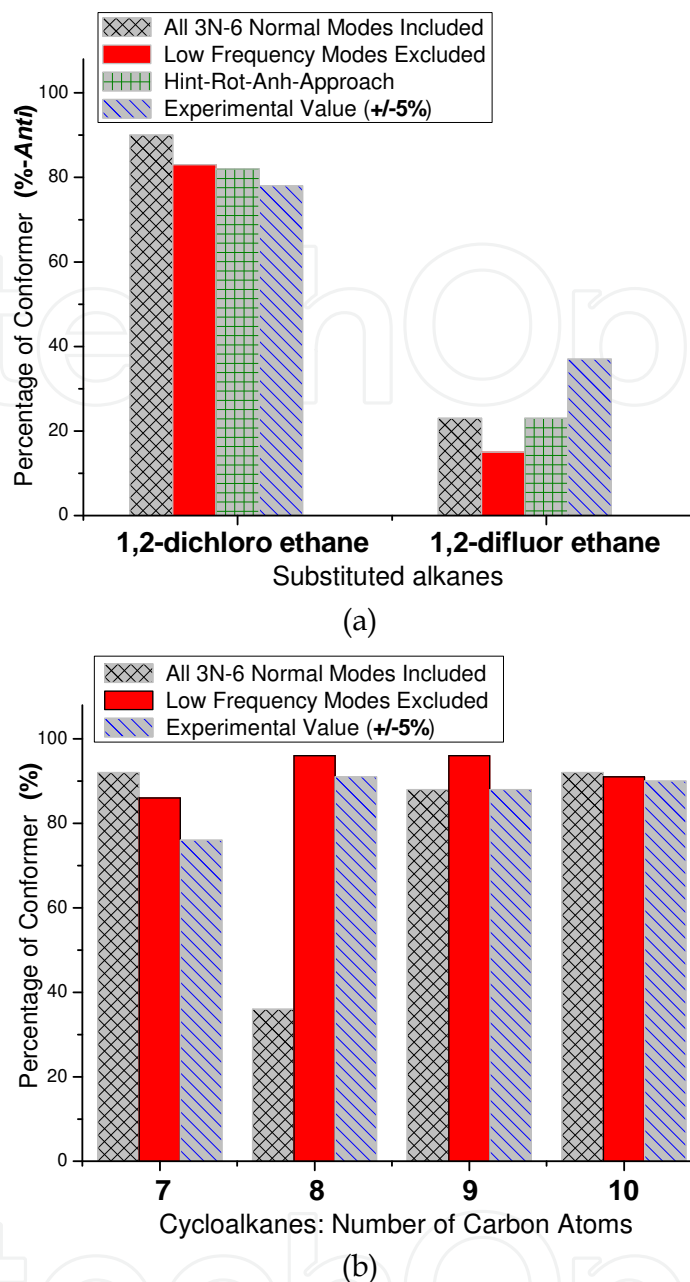 All 3N-6 Normal Modes Included
Low Frequency Modes Excluded
Hint-Rot-Anh-Approach
Experimental Value (+/-5%)
Percentage of Conformer (%-Anti)
100
80
60
40
20
0
1,2-dichloro ethane
1,2-difluor ethane
Substituted alkanes
(a)
All 3N-6 Normal Modes Included
Low Frequency Modes Excluded
Experimental Value (+/-5%)
Percentage of Conformer (%)
100
80
60
40
20
0
7 8 9 10
Cycloalkanes: Number of Carbon Atoms
(b)